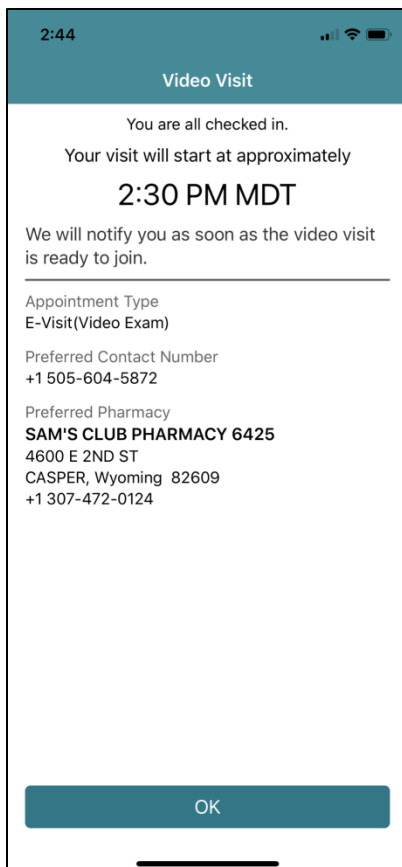 2:44
Video Visit
You are all checked in.
Your visit will start at approximately
2:30 PM MDT
We will notify you as soon as the video visit
is ready to join.
Appointment Type
E-Visit(Video Exam)
Preferred Contact Number
+1 505-604-5872
Preferred Pharmacy
SAM'S CLUB PHARMACY 6425
4600 E 2ND ST
CASPER, Wyoming  82609
+1 307-472-0124
OK